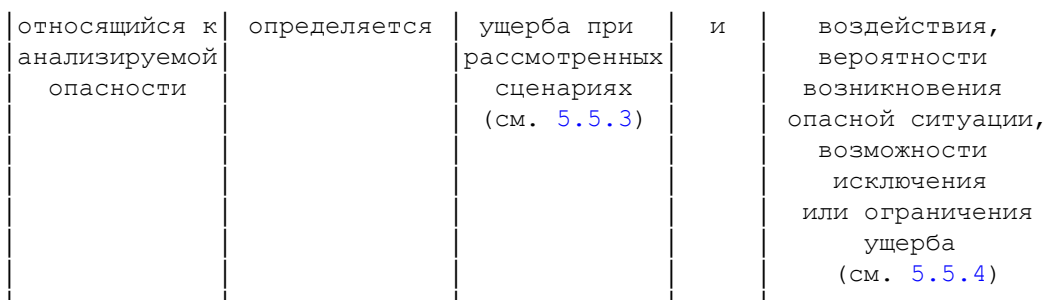 относящийся к определяется ущерба при и воздействия,
анализируемой рассмотренных вероятности
опасности сценариях возникновения
(см. 5.5.3) опасной ситуации,
возможности
исключения
или ограничения
ущерба
(см. 5.5.4)